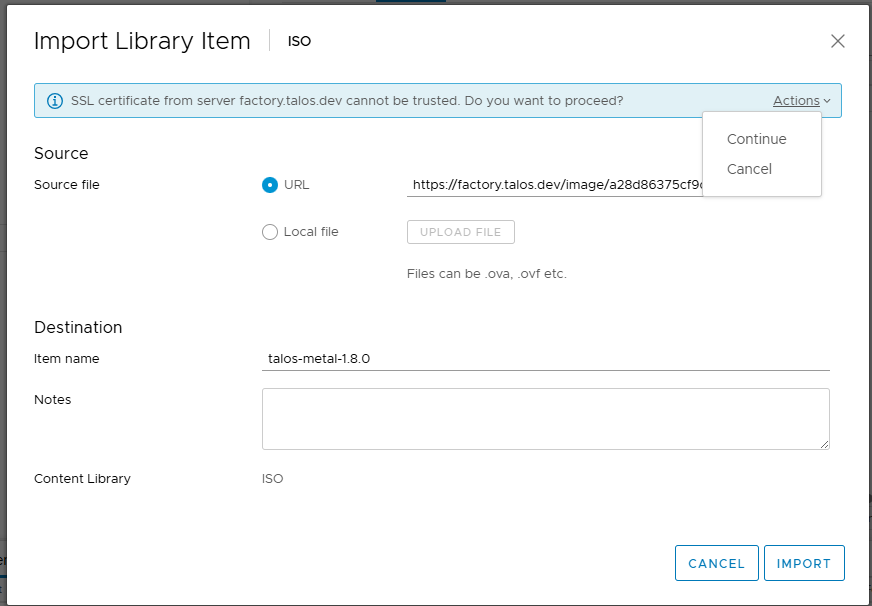 Import Library Item ISO
SSL certificate from server factory.talos.dev cannot be trusted. Do you want to proceed? Actions
Continue
Cancel
Source
Source file URL https://factory.talos.dev/image/a28d86375cf9
Local file UPLOAD FILE
Files can be .ova, .ovf etc.
Destination
Item name talos-metal-1.8.0
Notes
Content Library ISO
CANCEL IMPORT